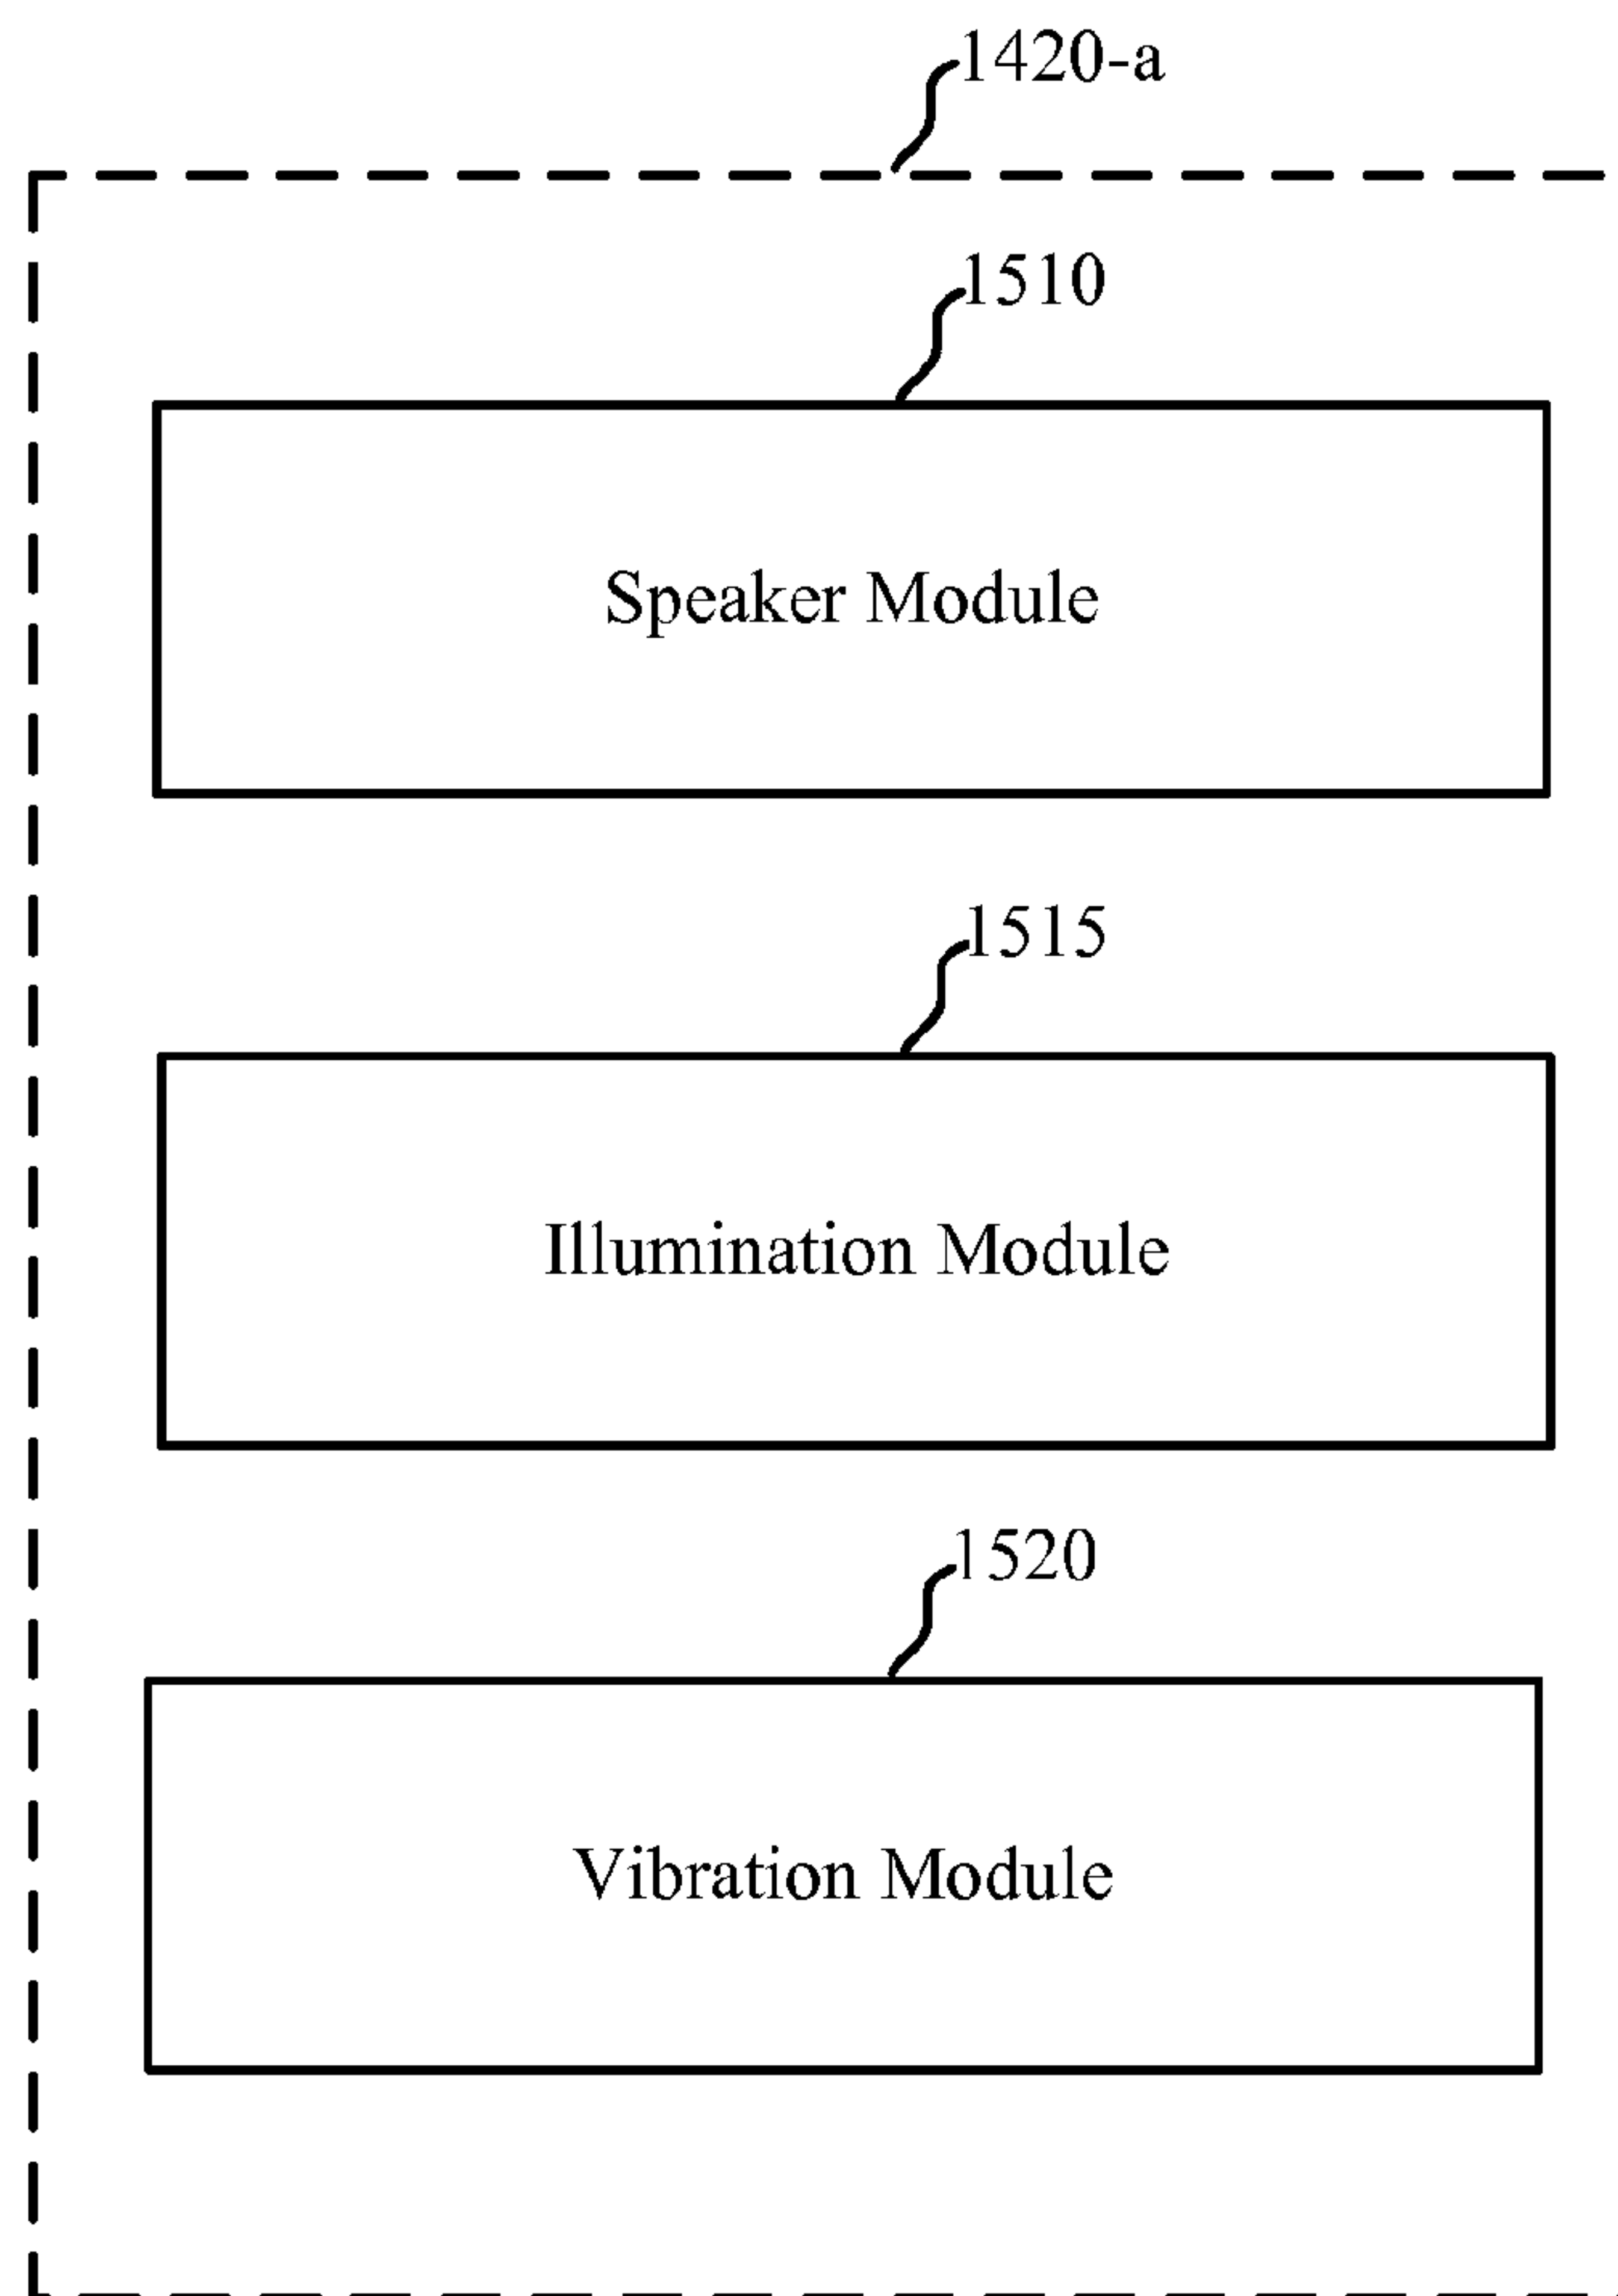 1420-a
1510
Speaker Module
1515
Illumination Module
1520
Vibration Module